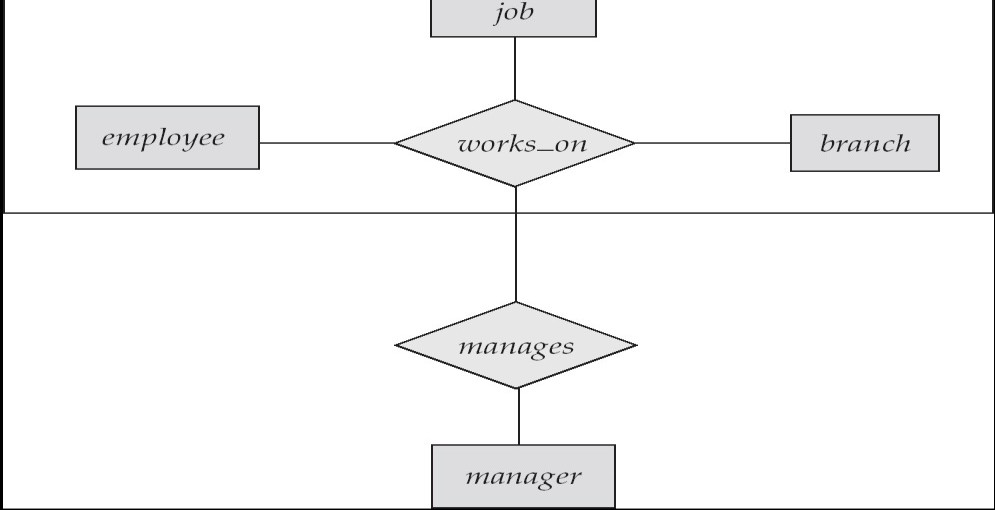 job
employee
works_on
branch
manages
manager